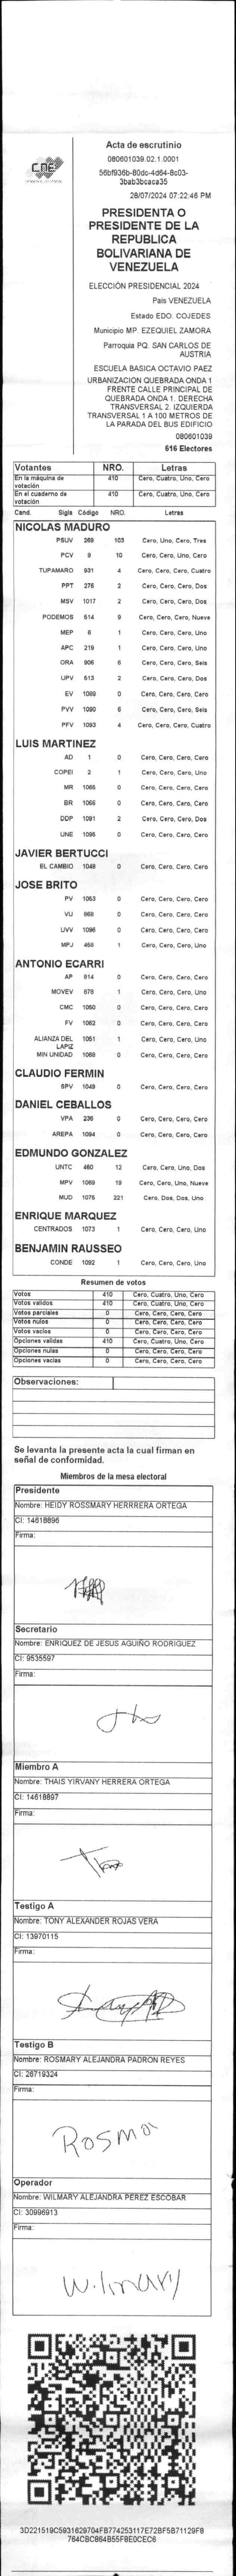 CNE
Acta de escrutinio
080601039.02.1.0001
56bf936b-80dc-4d64-8c03-
3bab3bcaca35
28/07/2024 07:22:46 PM
PRESIDENTA O
PRESIDENTE DE LA
REPUBLICA
BOLIVARIANA DE
VENEZUELA
ELECCIÓN PRESIDENCIAL 2024
Pais VENEZUELA
Estado EDO. COJEDES
Municipio MP. EZEQUIEL ZAMORA
Parroquia PQ. SAN CARLOS DE
AUSTRIA
ESCUELA BASICA OCTAVIO PAEZ
URBANIZACION QUEBRADA ONDA 1
FRENTE CALLE PRINCIPAL DE
QUEBRADA ONDA 1. DERECHA
TRANSVERSAL 2. IZQUIERDA
TRANSVERSAL 1 A 100 METROS DE
LA PARADA DEL BUS EDIFICIO
080601039
616 Electores
Votantes NRO. Letras
En la máquina de votación 410 Cero, Cuatro, Uno, Cero
En el cuaderno de votación 410 Cero, Cuatro, Uno, Cero
Cand. Sigla Código NRO. Letras
NICOLAS MADURO
PSUV 269 103 Cero, Uno, Cero, Tres
PCV 9 10 Cero, Cero, Uno, Cero
TUPAMARO 931 4 Cero, Cero, Cero, Cuatro
PPT 276 2 Cero, Cero, Cero, Dos
MSV 1017 2 Cero, Cero, Cero, Dos
PODEMOS 514 9 Cero, Cero, Cero, Nueve
MEP 6 1 Cero, Cero, Cero, Uno
APC 219 1 Cero, Cero, Cero, Uno
ORA 906 6 Cero, Cero, Cero, Seis
UPV 613 2 Cero, Cero, Cero, Dos
EV 1089 0 Cero, Cero, Cero, Cero
PVV 1090 6 Cero, Cero, Cero, Seis
PFV 1093 4 Cero, Cero, Cero, Cuatro
LUIS MARTINEZ
AD 1 0 Cero, Cero, Cero, Cero
COPEI 2 1 Cero, Cero, Cero, Uno
MR 1065 0 Cero, Cero, Cero, Cero
BR 1066 0 Cero, Cero, Cero, Cero
DDP 1091 2 Cero, Cero, Cero, Dos
UNE 1095 0 Cero, Cero, Cero, Cero
JAVIER BERTUCCI
EL CAMBIO 1048 0 Cero, Cero, Cero, Cero
JOSE BRITO
PV 1053 0 Cero, Cero, Cero, Cero
VU 868 0 Cero, Cero, Cero, Cero
UVV 1096 0 Cero, Cero, Cero, Cero
MPJ 458 1 Cero, Cero, Cero, Uno
ANTONIO ECARRI
AP 814 0 Cero, Cero, Cero, Cero
MOVEV 678 1 Cero, Cero, Cero, Uno
CMC 1050 0 Cero, Cero, Cero, Cero
FV 1062 0 Cero, Cero, Cero, Cero
ALIANZA DEL LAPIZ 1051 1 Cero, Cero, Cero, Uno
MIN UNIDAD 1068 0 Cero, Cero, Cero, Cero
CLAUDIO FERMIN
SPV 1049 0 Cero, Cero, Cero, Cero
DANIEL CEBALLOS
VPA 236 0 Cero, Cero, Cero, Cero
AREPA 1094 0 Cero, Cero, Cero, Cero
EDMUNDO GONZALEZ
UNTC 460 12 Cero, Cero, Uno, Dos
MPV 1069 19 Cero, Cero, Uno, Nueve
MUD 1076 221 Cero, Dos, Dos, Uno
ENRIQUE MARQUEZ
CENTRADOS 1073 1 Cero, Cero, Cero, Uno
BENJAMIN RAUSSEO
CONDE 1092 1 Cero, Cero, Cero, Uno
Resumen de votos
Votos 410 Cero, Cuatro, Uno, Cero
Votos validos 410 Cero, Cuatro, Uno, Cero
Votos parciales 0 Cero, Cero, Cero, Cero
Votos nulos 0 Cero, Cero, Cero, Cero
Votos vacios 0 Cero, Cero, Cero, Cero
Opciones validas 410 Cero, Cuatro, Uno, Cero
Opciones nulas 0 Cero, Cero, Cero, Cero
Opciones vacias 0 Cero, Cero, Cero, Cero
Observaciones:
Se levanta la presente acta la cual firman en
señal de conformidad.
Miembros de la mesa electoral
Presidente
Nombre: HEIDY ROSSMARY HERRRERA ORTEGA
CI: 14618896
Firma:
Secretario
Nombre: ENRIQUEZ DE JESUS AGUIÑO RODRIGUEZ
CI: 9535597
Firma:
Miembro A
Nombre: THAIS YIRVANY HERRERA ORTEGA
CI: 14618897
Firma:
Testigo A
Nombre: TONY ALEXANDER ROJAS VERA
CI: 13970115
Firma:
Testigo B
Nombre: ROSMARY ALEJANDRA PADRON REYES
CI: 26719324
Firma:
Rosma
Operador
Nombre: WILMARY ALEJANDRA PEREZ ESCOBAR
CI: 30996913
Firma:
Wilmary
3D221519C5931629704FB774253117E72BF5B71129F8
764CBC864B55F8E0CEC6